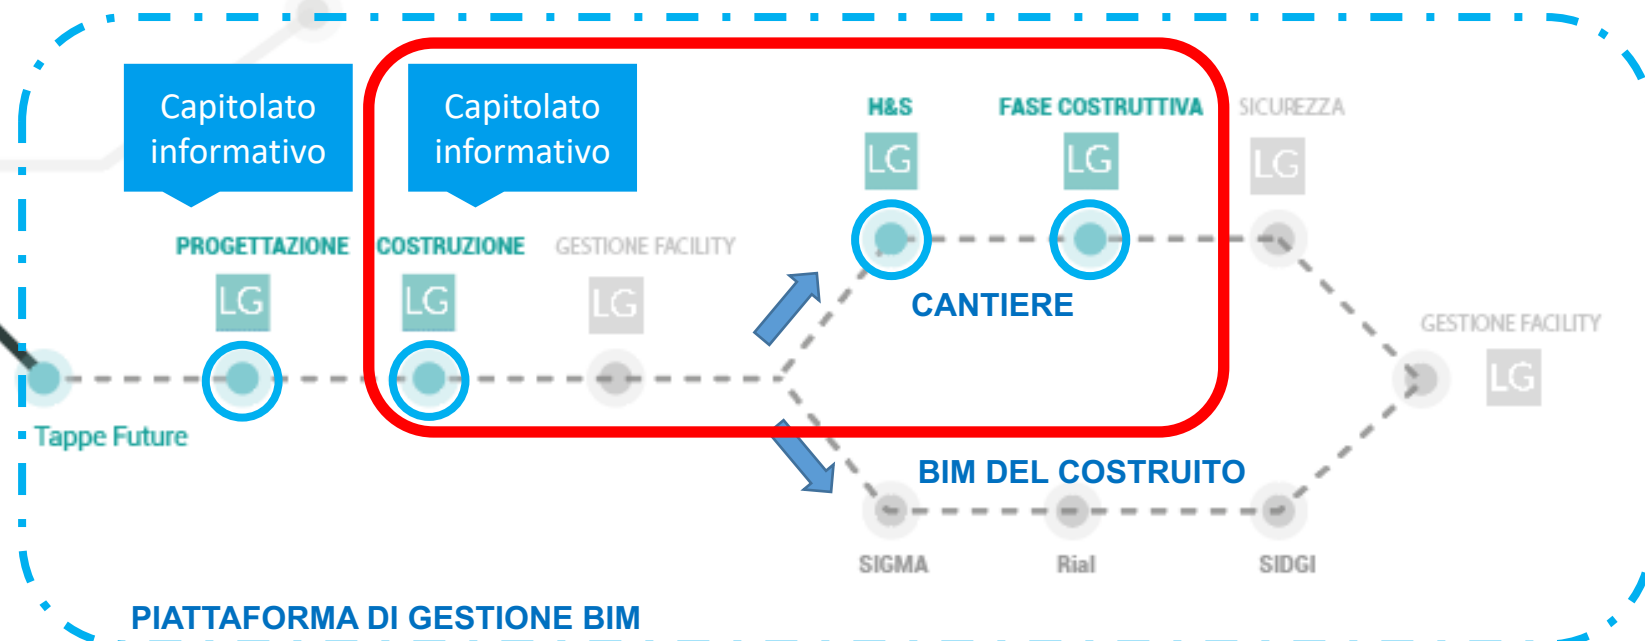 Capitolato
informativo
Capitolato
informativo
H&S
FASE COSTRUTTIVA
SICUREZZA
LG
LG
LG
PROGETTAZIONE
COSTRUZIONE
GESTIONE FACILITY
LG
LG
LG
CANTIERE
GESTIONE FACILITY
LG
Tappe Future
BIM DEL COSTRUITO
SIGMA
Rial
SIDGI
PIATTAFORMA DI GESTIONE BIM